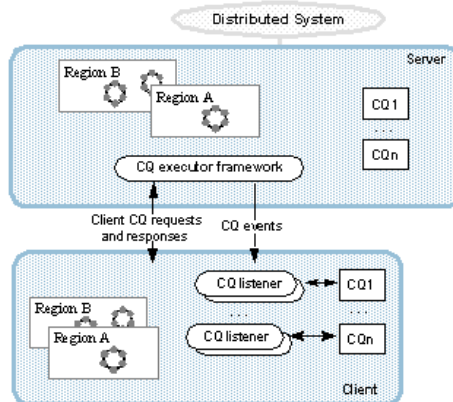 Distributed System
Server
Region B
Region A
CQ1
...
CQn
CQ executor framework
Client CQ requests
and responses
CQ events
CQ listener
CQ1
...
...
CQ listener
CQn
Region B
Region A
Client